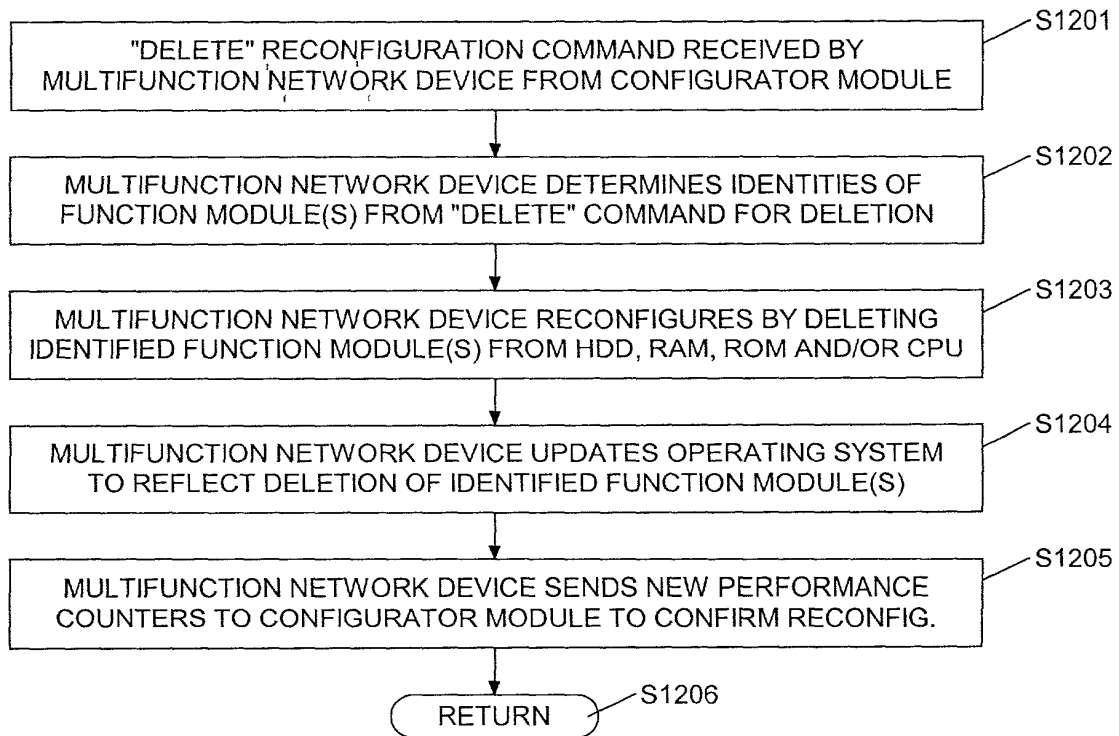 S1201
"DELETE" RECONFIGURATION COMMAND RECEIVED BY
MULTIFUNCTION NETWORK DEVICE FROM CONFIGURATOR MODULE
S1202
MULTIFUNCTION NETWORK DEVICE DETERMINES IDENTITIES OF
FUNCTION MODULE(S) FROM "DELETE" COMMAND FOR DELETION
S1203
MULTIFUNCTION NETWORK DEVICE RECONFIGURES BY DELETING
IDENTIFIED FUNCTION MODULE(S) FROM HDD, RAM, ROM AND/OR CPU
S1204
MULTIFUNCTION NETWORK DEVICE UPDATES OPERATING SYSTEM
TO REFLECT DELETION OF IDENTIFIED FUNCTION MODULE(S)
S1205
MULTIFUNCTION NETWORK DEVICE SENDS NEW PERFORMANCE
COUNTERS TO CONFIGURATOR MODULE TO CONFIRM RECONFIG.
S1206
RETURN